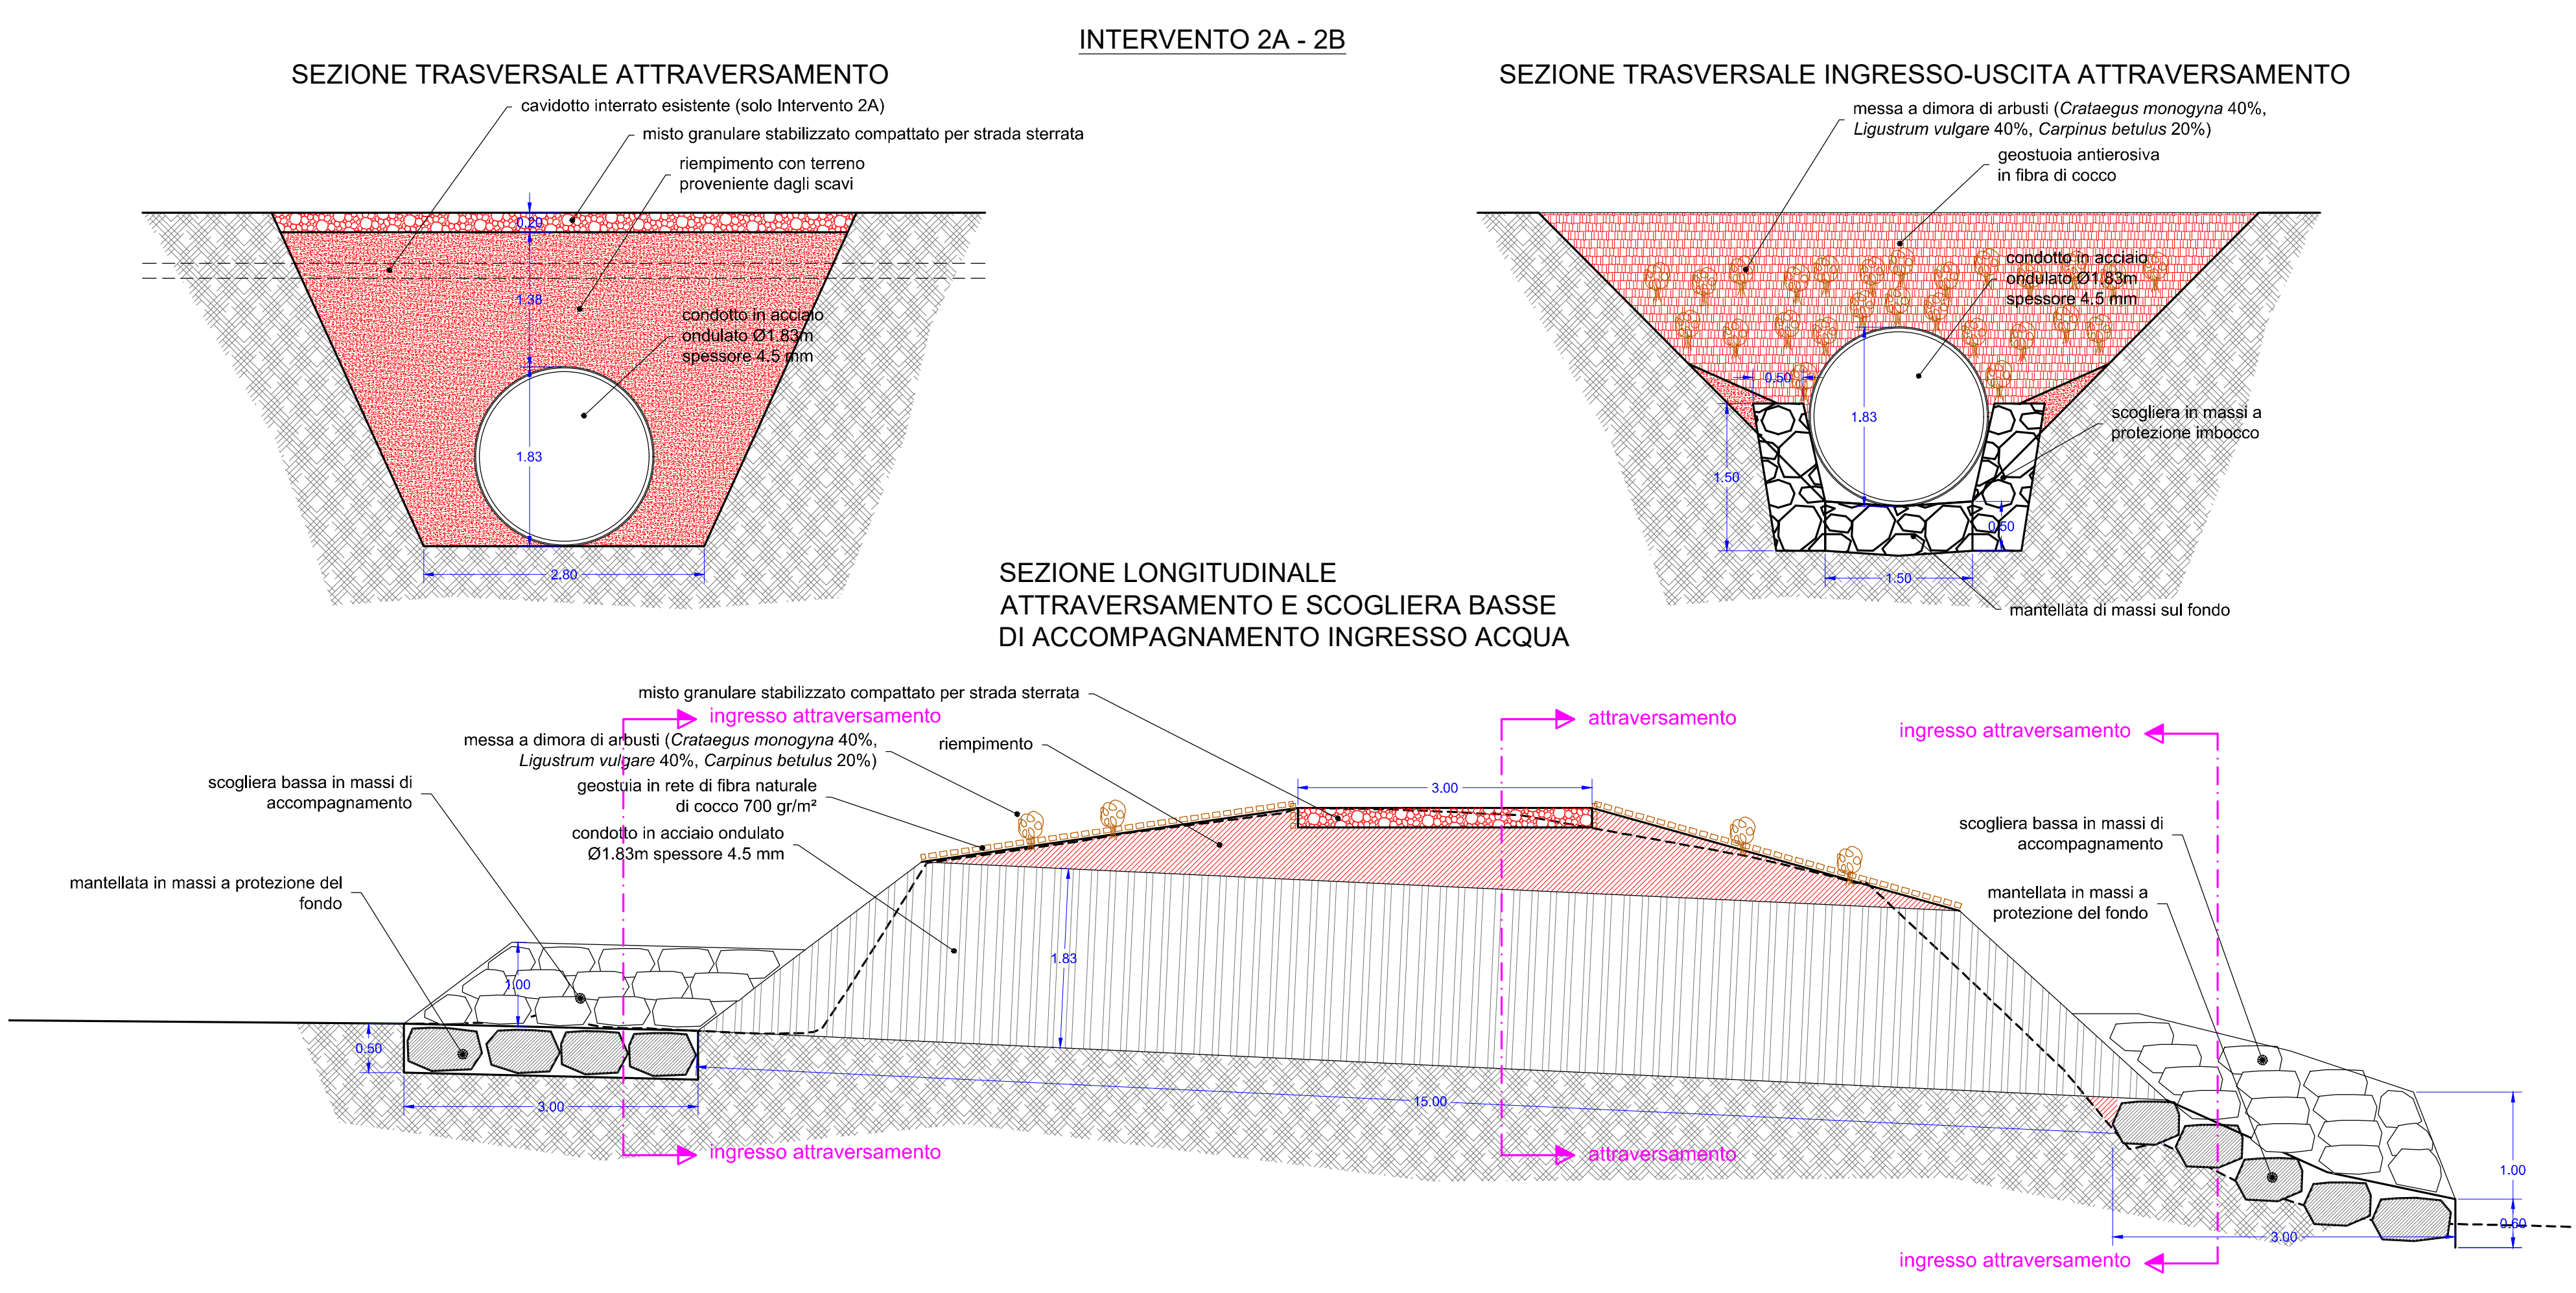 INTERVENTO 2A - 2B
SEZIONE TRASVERSALE ATTRAVERSAMENTO
cavidotto interrato esistente (solo Intervento 2A)
misto granulare stabilizzato compattato per strada sterrata
riempimento con terreno
proveniente dagli scavi
0.20
1.38
condotto in acciaio
ondulato Ø1.83m
spessore 4.5 mm
1.83
2.80
SEZIONE TRASVERSALE INGRESSO-USCITA ATTRAVERSAMENTO
messa a dimora di arbusti (Crataegus monogyna 40%,
Ligustrum vulgare 40%, Carpinus betulus 20%)
geostuoia antierosiva
in fibra di cocco
condotto in acciaio
ondulato Ø1.83m
spessore 4.5 mm
0.50
1.83
scogliera in massi a
protezione imbocco
1.50
0.50
1.50
mantellata di massi sul fondo
SEZIONE LONGITUDINALE
ATTRAVERSAMENTO E SCOGLIERA BASSE
DI ACCOMPAGNAMENTO INGRESSO ACQUA
misto granulare stabilizzato compattato per strada sterrata
ingresso attraversamento
attraversamento
ingresso attraversamento
messa a dimora di arbusti (Crataegus monogyna 40%,
Ligustrum vulgare 40%, Carpinus betulus 20%)
riempimento
scogliera bassa in massi di
accompagnamento
geostuia in rete di fibra naturale
di cocco 700 gr/m²
3.00
condotto in acciaio ondulato
Ø1.83m spessore 4.5 mm
scogliera bassa in massi di
accompagnamento
mantellata in massi a protezione del
fondo
mantellata in massi a
protezione del fondo
1.83
1.00
0.50
3.00
15.00
ingresso attraversamento
attraversamento
1.00
0.60
3.00
ingresso attraversamento